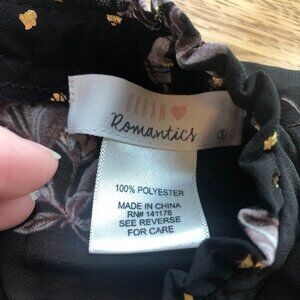 URBAN
Romantics
S
100% POLYESTER
MADE IN CHINA
RN# 141178
SEE REVERSE
FOR CARE